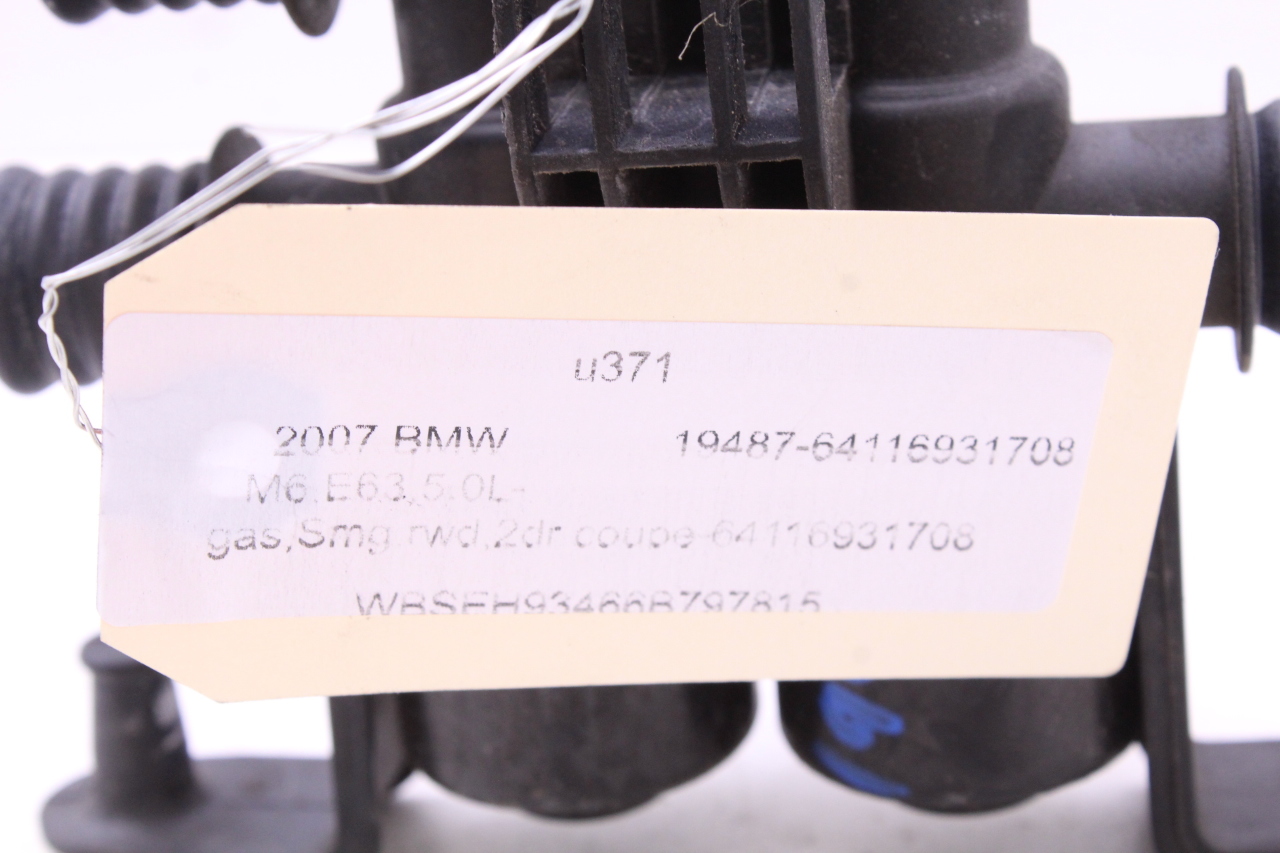 u371
2007 BMW 19487-64116931708
M6,E63,5.0L-
gas,Smg,rwd,2dr coupe-64116931708
WBSEH93466B797815